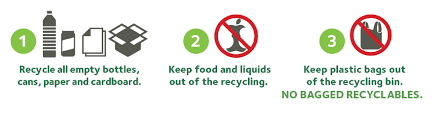 1
Recycle all empty bottles,
cans, paper and cardboard.
2
Keep food and liquids
out of the recycling.
3
Keep plastic bags out
of the recycling bin.
NO BAGGED RECYCLABLES.